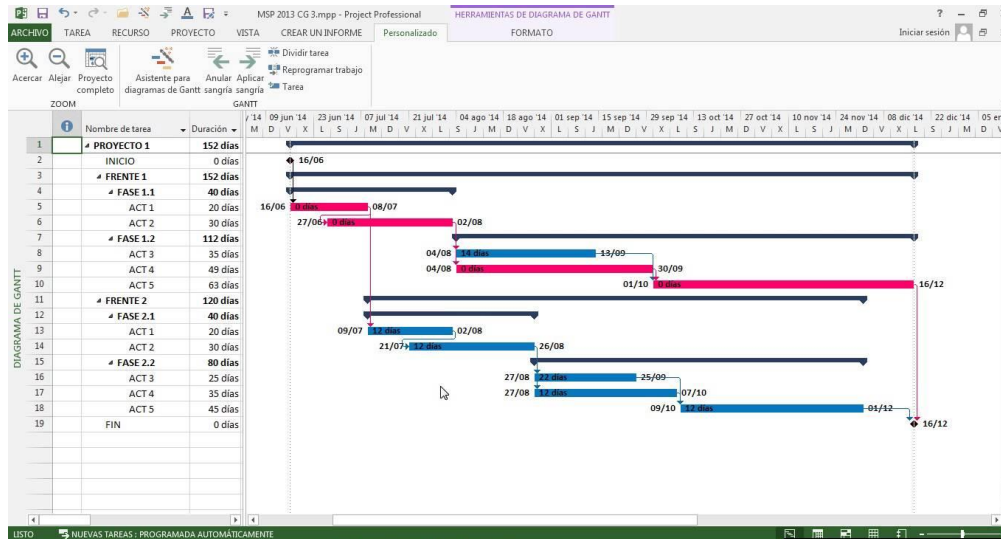 MSP 2013 CG 3.mpp - Project Professional
HERRAMIENTAS DE DIAGRAMA DE GANTT
ARCHIVO TAREA RECURSO PROYECTO VISTA CREAR UN INFORME Personalizado FORMATO Iniciar sesión
Acercar Alejar Proyecto completo
Asistente para diagramas de Gantt
Anular sangría
Aplicar sangría
Dividir tarea
Reprogramar trabajo
Tarea
ZOOM GANTT
Nombre de tarea Duración
'14 09 jun '14 23 jun '14 07 jul '14 21 jul '14 04 ago '14 18 ago '14 01 sep '14 15 sep '14 29 sep '14 13 oct '14 27 oct '14 10 nov '14 24 nov '14 08 dic '14 22 dic '14 05 er
M D V X L S J M D V X L S J M D V X L S J M D V X L S J M D V X L S J M D V
1 PROYECTO 1 152 días
2 INICIO 0 días 16/06
3 FRENTE 1 152 días
4 FASE 1.1 40 días
5 ACT 1 20 días 16/06 0 días 08/07
6 ACT 2 30 días 27/06 0 días 02/08
7 FASE 1.2 112 días
8 ACT 3 35 días 04/08 14 días 13/09
9 ACT 4 49 días 04/08 0 días 30/09
10 ACT 5 63 días 01/10 0 días 16/12
11 FRENTE 2 120 días
12 FASE 2.1 40 días
13 ACT 1 20 días 09/07 12 días 02/08
14 ACT 2 30 días 21/07 12 días 26/08
15 FASE 2.2 80 días
16 ACT 3 25 días 27/08 22 días 25/09
17 ACT 4 35 días 27/08 12 días 07/10
18 ACT 5 45 días 09/10 12 días 01/12
19 FIN 0 días 16/12
DIAGRAMA DE GANTT
LISTO NUEVAS TAREAS : PROGRAMADA AUTOMÁTICAMENTE